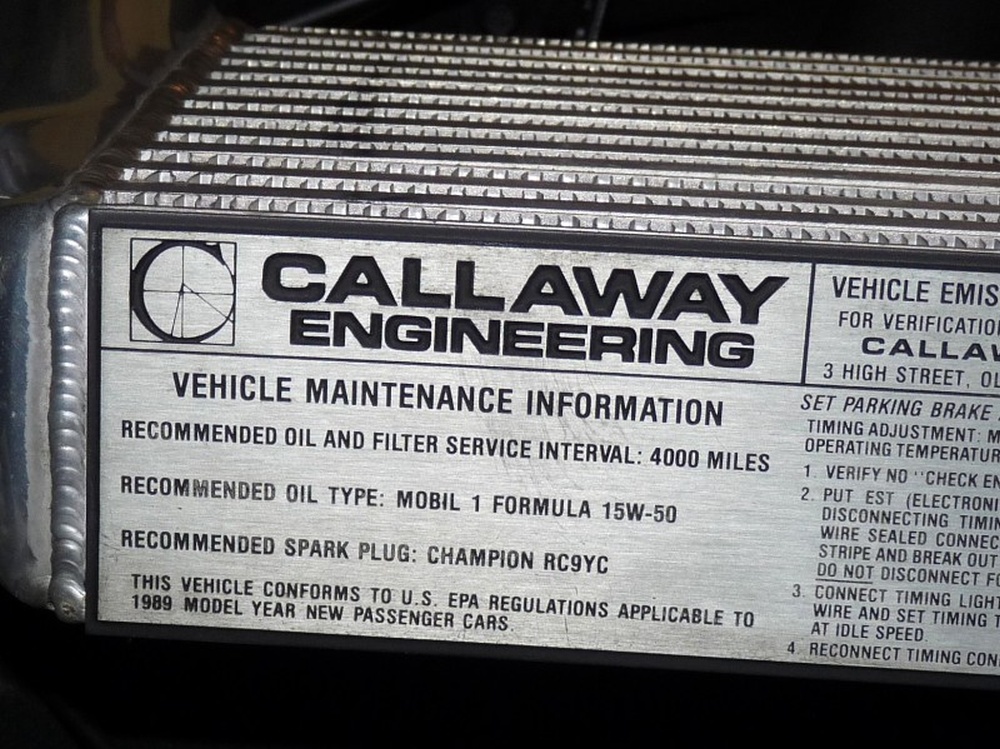 CALLAWAY
ENGINEERING
VEHICLE MAINTENANCE INFORMATION
RECOMMENDED OIL AND FILTER SERVICE INTERVAL: 4000 MILES
RECOMMENDED OIL TYPE: MOBIL 1 FORMULA 15W-50
RECOMMENDED SPARK PLUG: CHAMPION RC9YC
THIS VEHICLE CONFORMS TO U.S. EPA REGULATIONS APPLICABLE TO
1989 MODEL YEAR NEW PASSENGER CARS.
VEHICLE EMIS
FOR VERIFICATIO
CALLAW
3 HIGH STREET, OL
SET PARKING BRAKE
TIMING ADJUSTMENT: M
OPERATING TEMPERATUR
1. VERIFY NO "CHECK EN
2. PUT EST (ELECTRONI
DISCONNECTING TIMIN
WIRE SEALED CONNEC
STRIPE AND BREAK OUT
DO NOT DISCONNECT FO
3. CONNECT TIMING LIGHT
WIRE AND SET TIMING T
AT IDLE SPEED.
4. RECONNECT TIMING CON